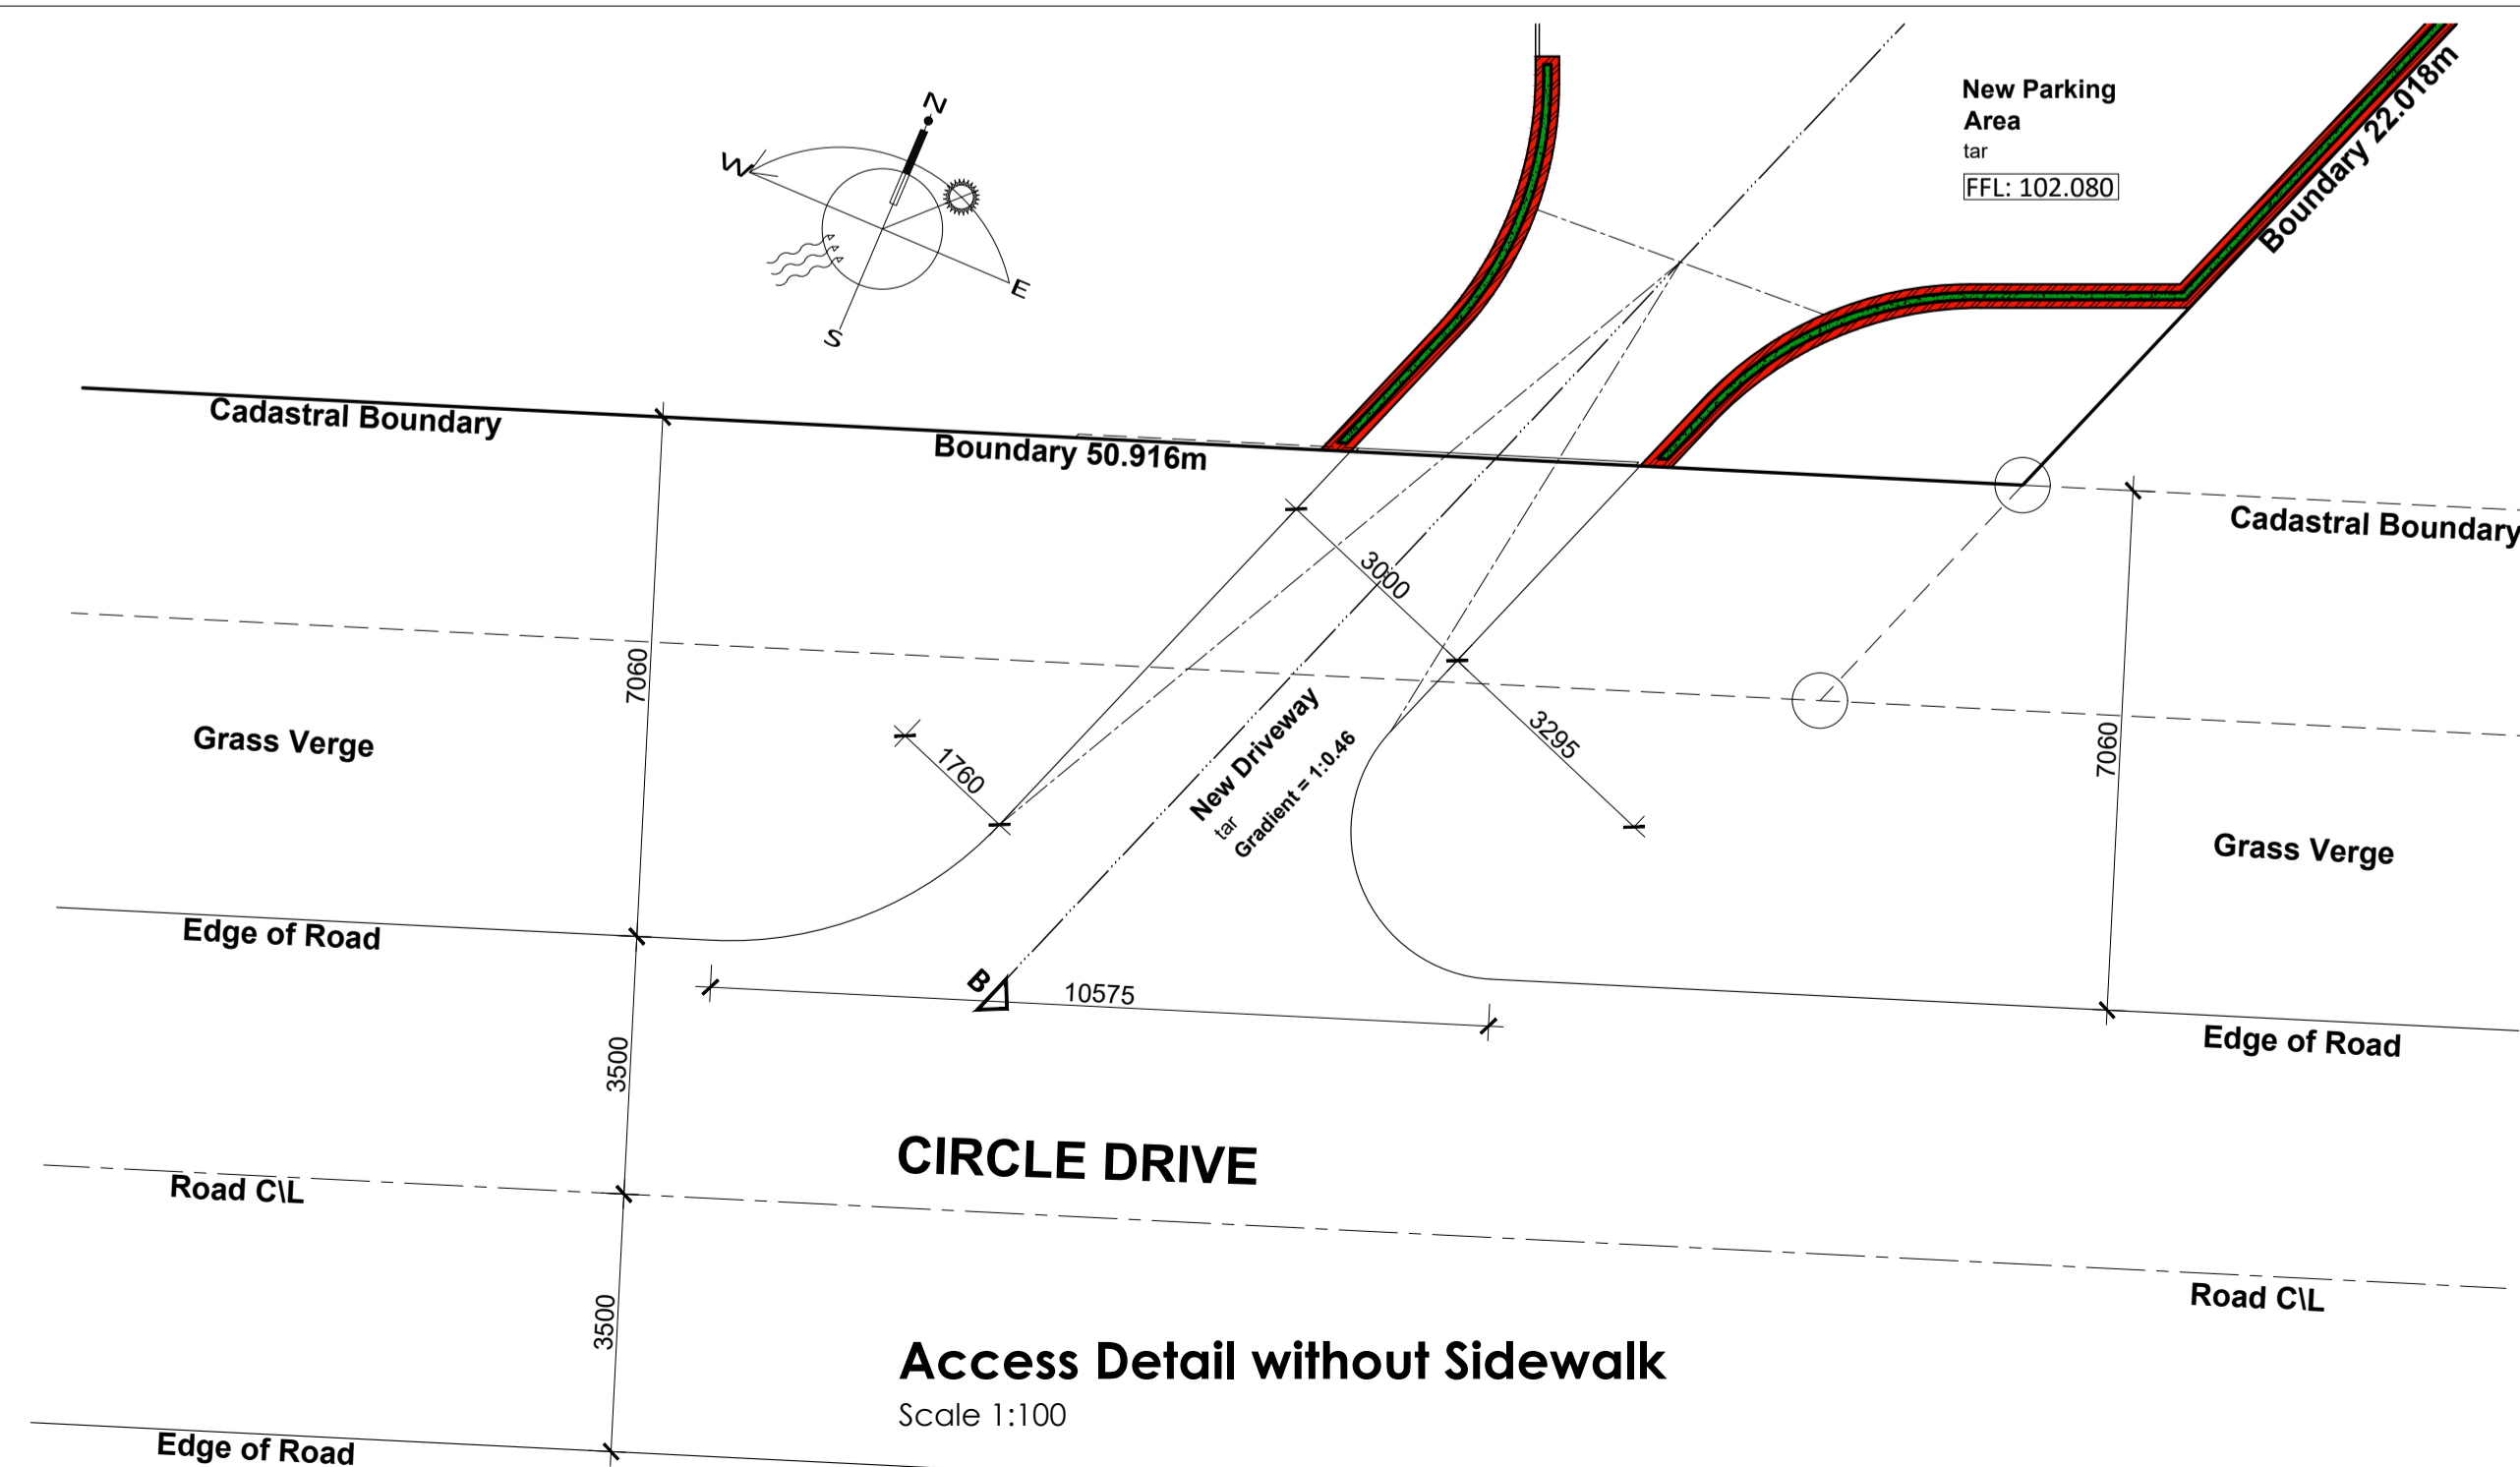 N
W
E
S
New Parking
Area
tar
FFL: 102.080
Boundary 22.018m
Cadastral Boundary
Boundary 50.916m
Cadastral Boundary
3000
7060
Grass Verge
1760
3295
7060
New Driveway
tar
Gradient = 1:0.46
Grass Verge
Edge of Road
B
10575
Edge of Road
3500
CIRCLE DRIVE
Road C\L
Road C\L
3500
Access Detail without Sidewalk
Scale 1:100
Edge of Road